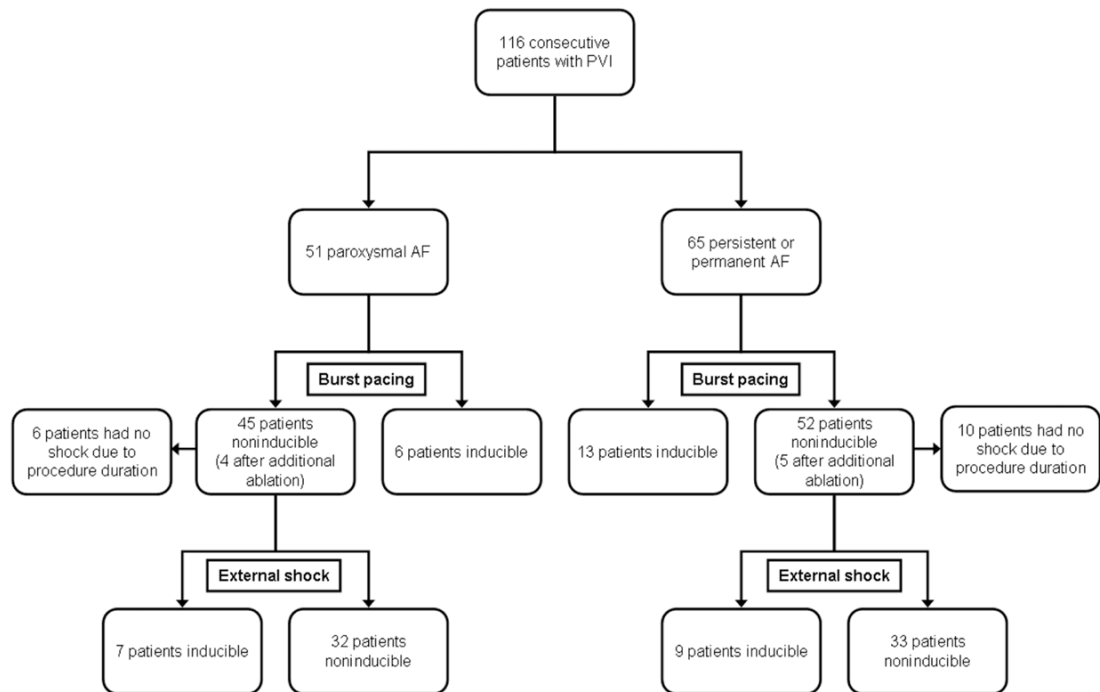 116 consecutive
patients with PVI
51 paroxysmal AF
65 persistent or
permanent AF
Burst pacing
Burst pacing
6 patients had no
shock due to
procedure duration
45 patients
noninducible
(4 after additional
ablation)
6 patients inducible
13 patients inducible
52 patients
noninducible
(5 after additional
ablation)
10 patients had no
shock due to
procedure duration
External shock
External shock
7 patients inducible
32 patients
noninducible
9 patients inducible
33 patients
noninducible